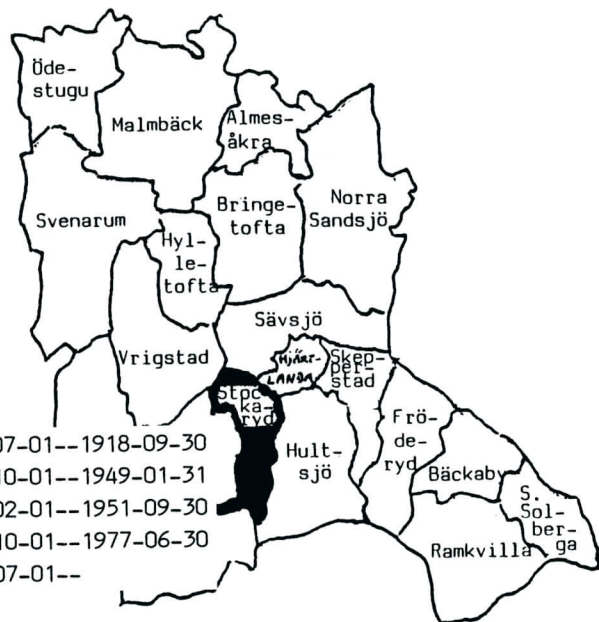 Öde-
stugu
Malmbäck
Almes-
åkra
Svenarum
Hyl-
le-
tofta
Bringe-
tofta
Norra
Sandsjö
Sävsjö
Vrigstad
HJÄRT-
LANDA
Skep-
per-
stad
Stoc-
ka-
ryd
Hult-
sjö
Frö-
de-
ryd
Bäckaby
S.
Sol-
ber-
ga
Ramkvilla
07-01--1918-09-30
10-01--1949-01-31
02-01--1951-09-30
10-01--1977-06-30
07-01--